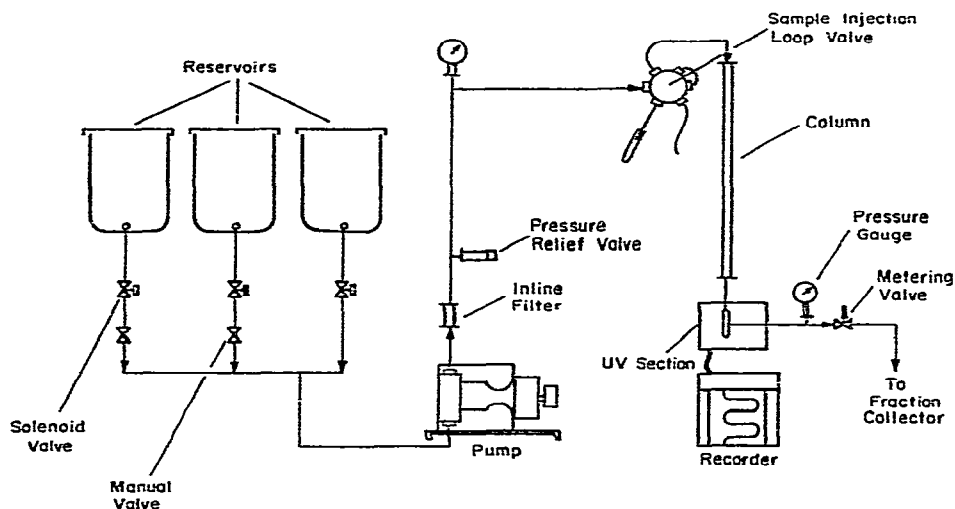 Sample Injection
Loop Valve
Reservoirs
Column
Pressure
Relief Valve
Pressure
Gauge
Inline
Filter
Metering
Valve
UV Section
To
Fraction
Collector
Solenoid
Valve
Pump
Recorder
Manual
Valve